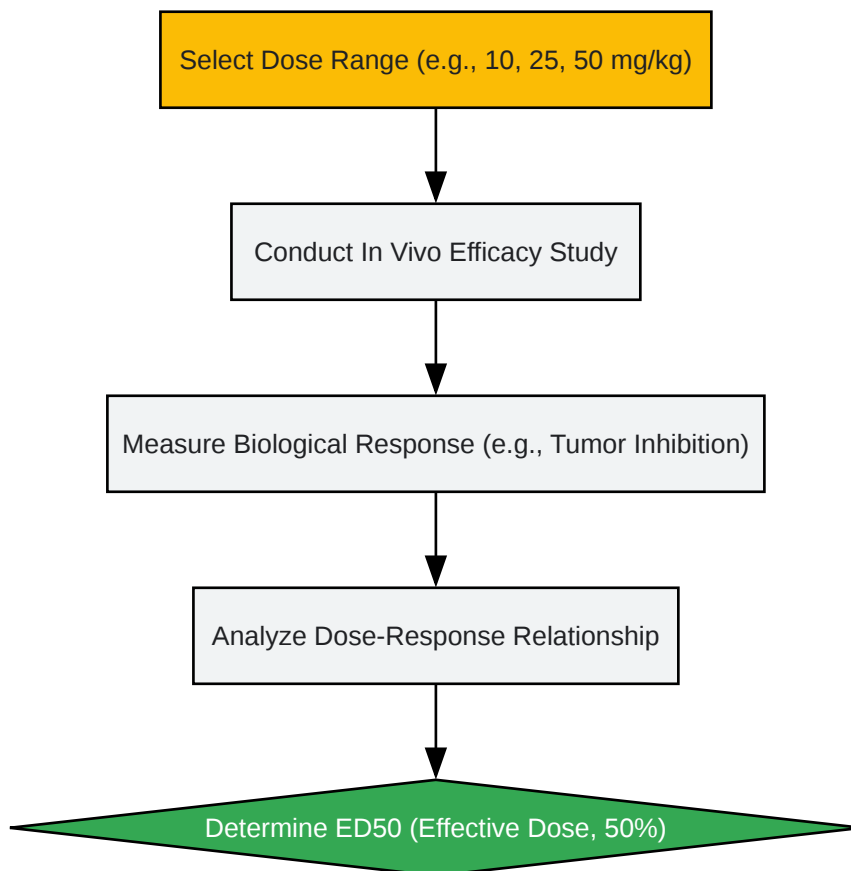 Select Dose Range (e.g., 10, 25, 50 mg/kg)
Conduct In Vivo Efficacy Study
Measure Biological Response (e.g., Tumor Inhibition)
Analyze Dose-Response Relationship
Determine ED50 (Effective Dose, 50%)